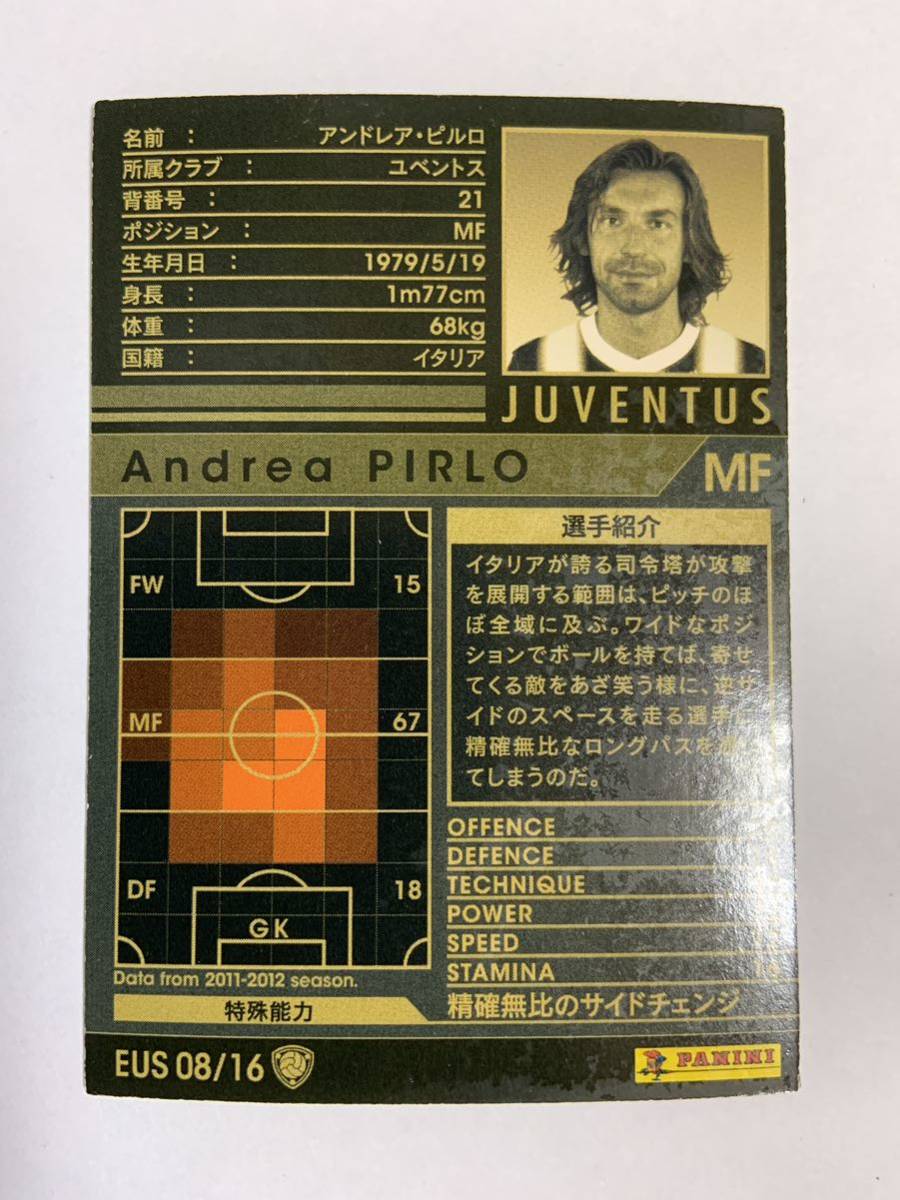 名前 : アンドレア・ピルロ
所属クラブ : ユベントス
背番号 : 21
ポジション : MF
生年月日 : 1979/5/19
身長 : 1m77cm
体重 : 68kg
国籍 : イタリア
JUVENTUS
Andrea PIRLO
MF
FW 15
MF 67
DF 18
GK
Data from 2011-2012 season.
選手紹介
イタリアが誇る司令塔が攻撃
を展開する範囲は、ピッチのほ
ぼ全域に及ぶ。ワイドなポジ
ションでボールを持てば、寄せ
てくる敵をあざ笑う様に、逆サ
イドのスペースを走る選手に
精確無比なロングパスを
てしまうのだ。
OFFENCE
DEFENCE
TECHNIQUE
POWER
SPEED
STAMINA
特殊能力
精確無比のサイドチェンジ
EUS 08/16
PANINI